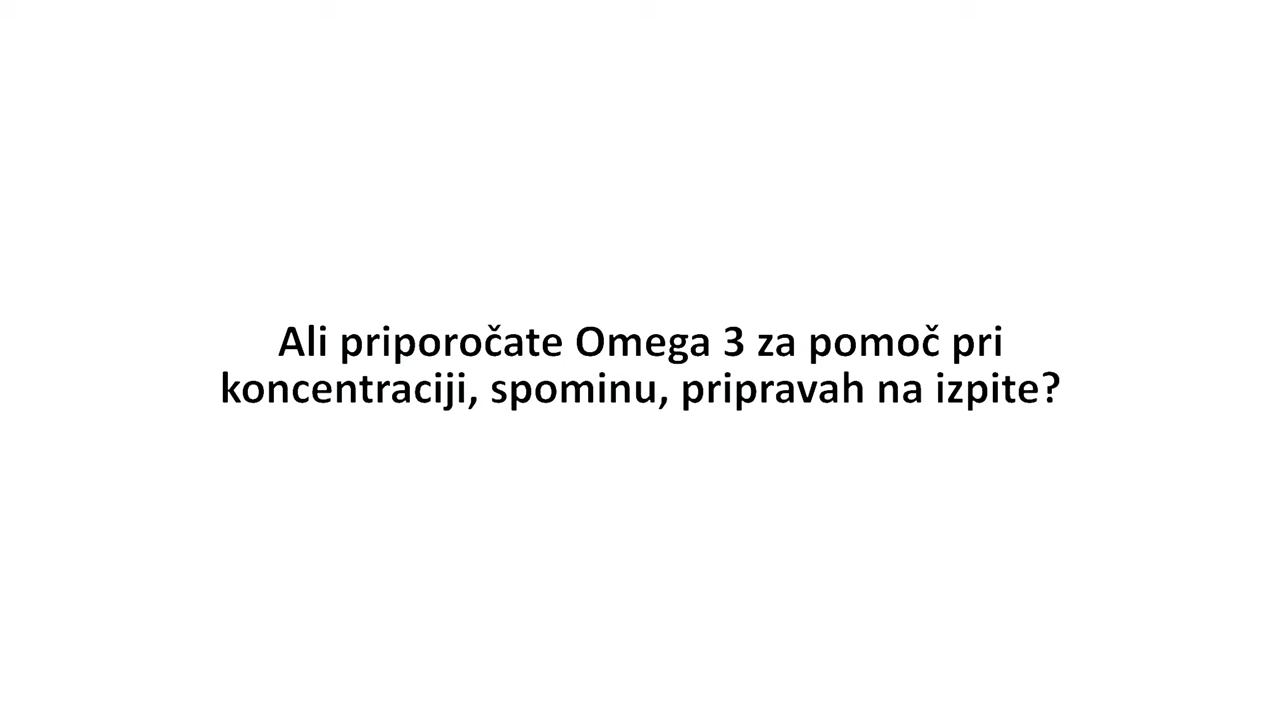 Ali priporočate Omega 3 za pomoč pri
koncentraciji, spominu, pripravah na izpite?